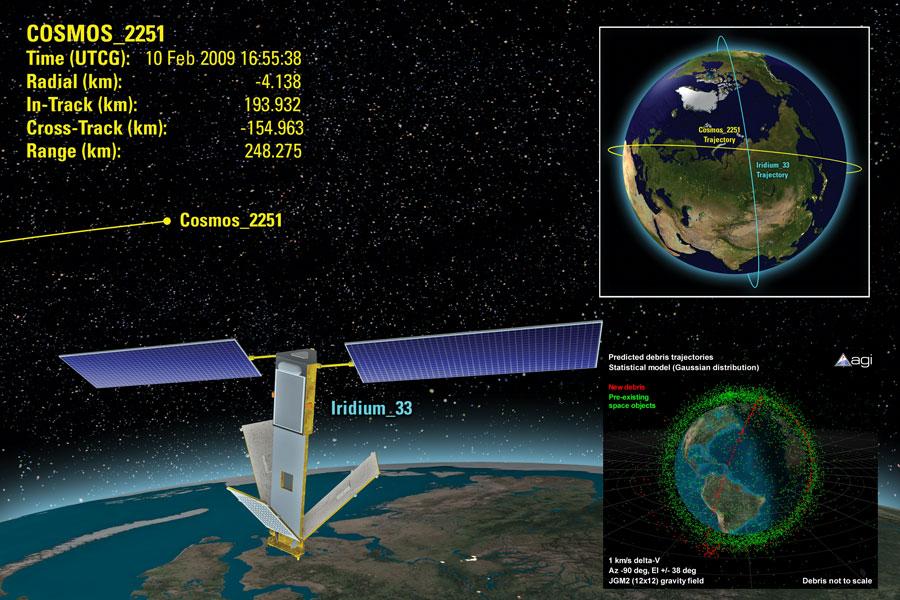 COSMOS_2251
Time (UTCG): 10 Feb 2009 16:55:38
Radial (km): -4.138
In-Track (km): 193.932
Cross-Track (km): -154.963
Range (km): 248.275
Cosmos_2251
Iridium_33
Cosmos_2251
Trajectory
Iridium_33
Trajectory
Predicted debris trajectories
Statistical model (Gaussian distribution)
agi
New debris
Pre-existing
space objects
1 km/s delta-V
Az -90 deg, El +/- 38 deg
JGM2 (12x12) gravity field
Debris not to scale